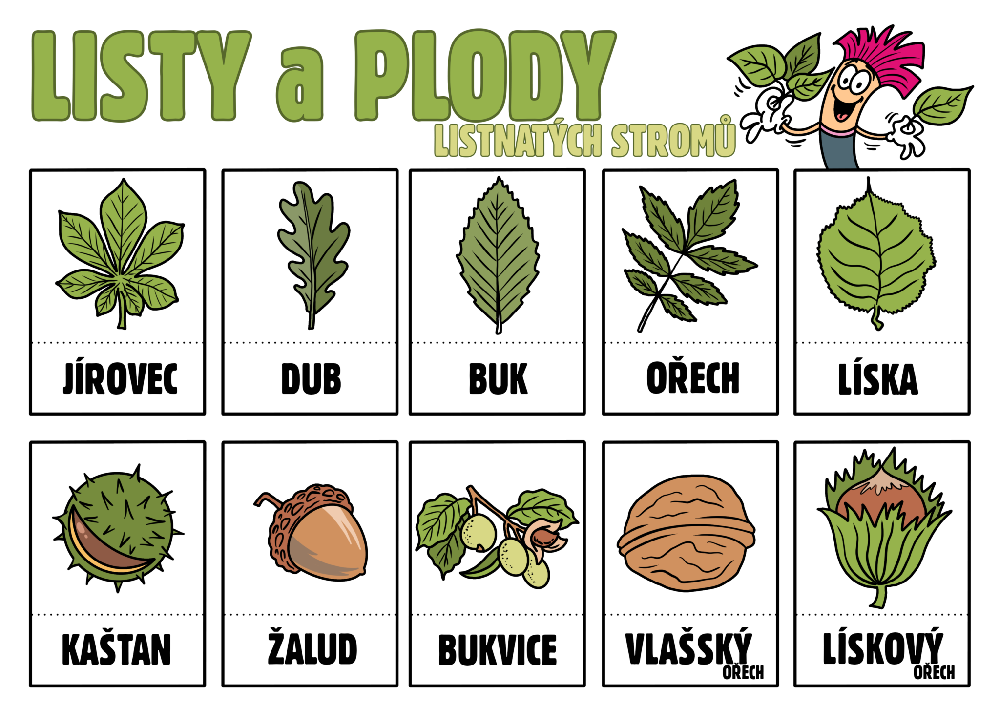 LISTY a PLODY
LISTNATÝCH STROMŮ
JÍROVEC
DUB
BUK
OŘECH
LÍSKA
KAŠTAN
ŽALUD
BUKVICE
VLAŠSKÝ
OŘECH
LÍSKOVÝ
OŘECH